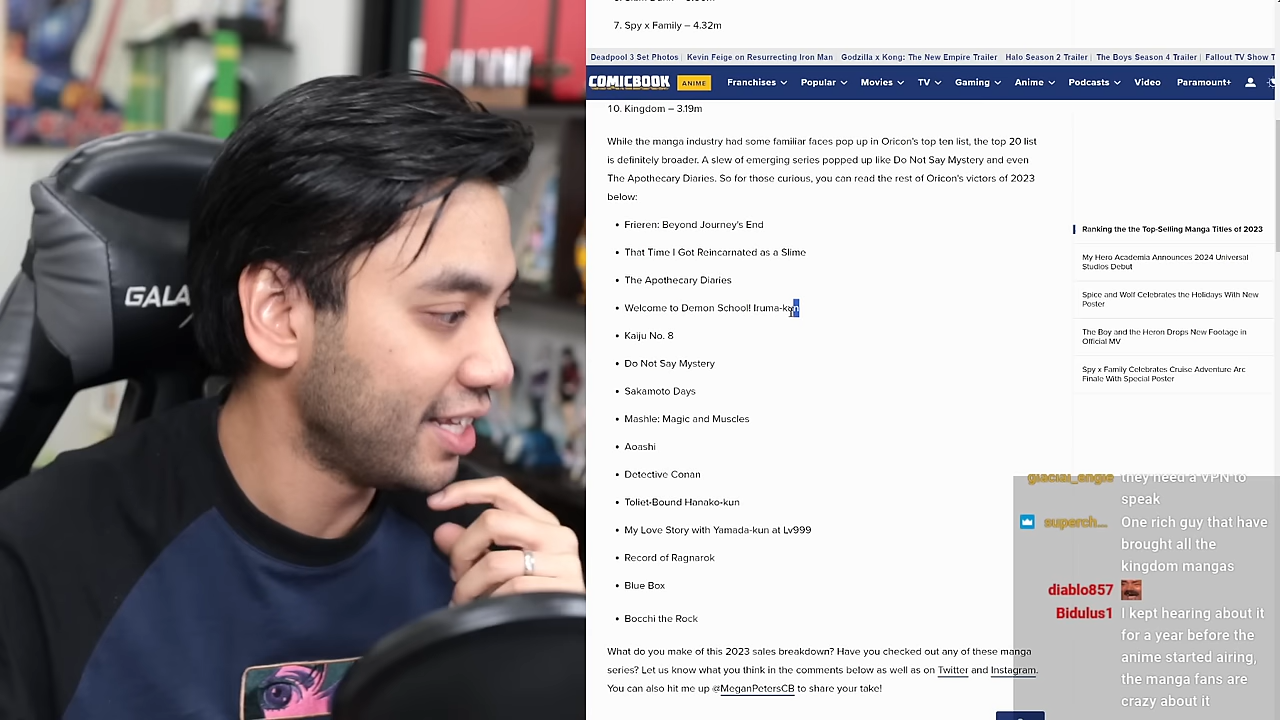 7. Spy x Family – 4.32m
Deadpool 3 Set Photos | Kevin Feige on Resurrecting Iron Man Godzilla x Kong: The New Empire Trailer | Halo Season 2 Trailer | The Boys Season 4 Trailer | Fallout TV Show T
COMICBOOK ANIME Franchises Popular Movies TV Gaming Anime Podcasts Video Paramount+
10. Kingdom – 3.19m
While the manga industry had some familiar faces pop up in Oricon's top ten list, the top 20 list
is definitely broader. A slew of emerging series popped up like Do Not Say Mystery and even
The Apothecary Diaries. So for those curious, you can read the rest of Oricon's victors of 2023
below:
• Frieren: Beyond Journey's End
• That Time I Got Reincarnated as a Slime
• The Apothecary Diaries
• Welcome to Demon School! Iruma-kun
• Kaiju No. 8
• Do Not Say Mystery
• Sakamoto Days
• Mashle: Magic and Muscles
• Aoashi
• Detective Conan
• Toliet-Bound Hanako-kun
• My Love Story with Yamada-kun at Lv999
• Record of Ragnarok
• Blue Box
• Bocchi the Rock
What do you make of this 2023 sales breakdown? Have you checked out any of these manga
series? Let us know what you think in the comments below as well as on Twitter and Instagram.
You can also hit me up @MeganPetersCB to share your take!
Ranking the the Top-Selling Manga Titles of 2023
My Hero Academia Announces 2024 Universal
Studios Debut
Spice and Wolf Celebrates the Holidays With New
Poster
The Boy and the Heron Drops New Footage in
Official MV
Spy x Family Celebrates Cruise Adventure Arc
Finale With Special Poster
glacial_engie they need a VPN to
speak
superch... One rich guy that have
brought all the
kingdom mangas
diablo857
Bidulus1 I kept hearing about it
for a year before the
anime started airing,
the manga fans are
crazy about it
GALA